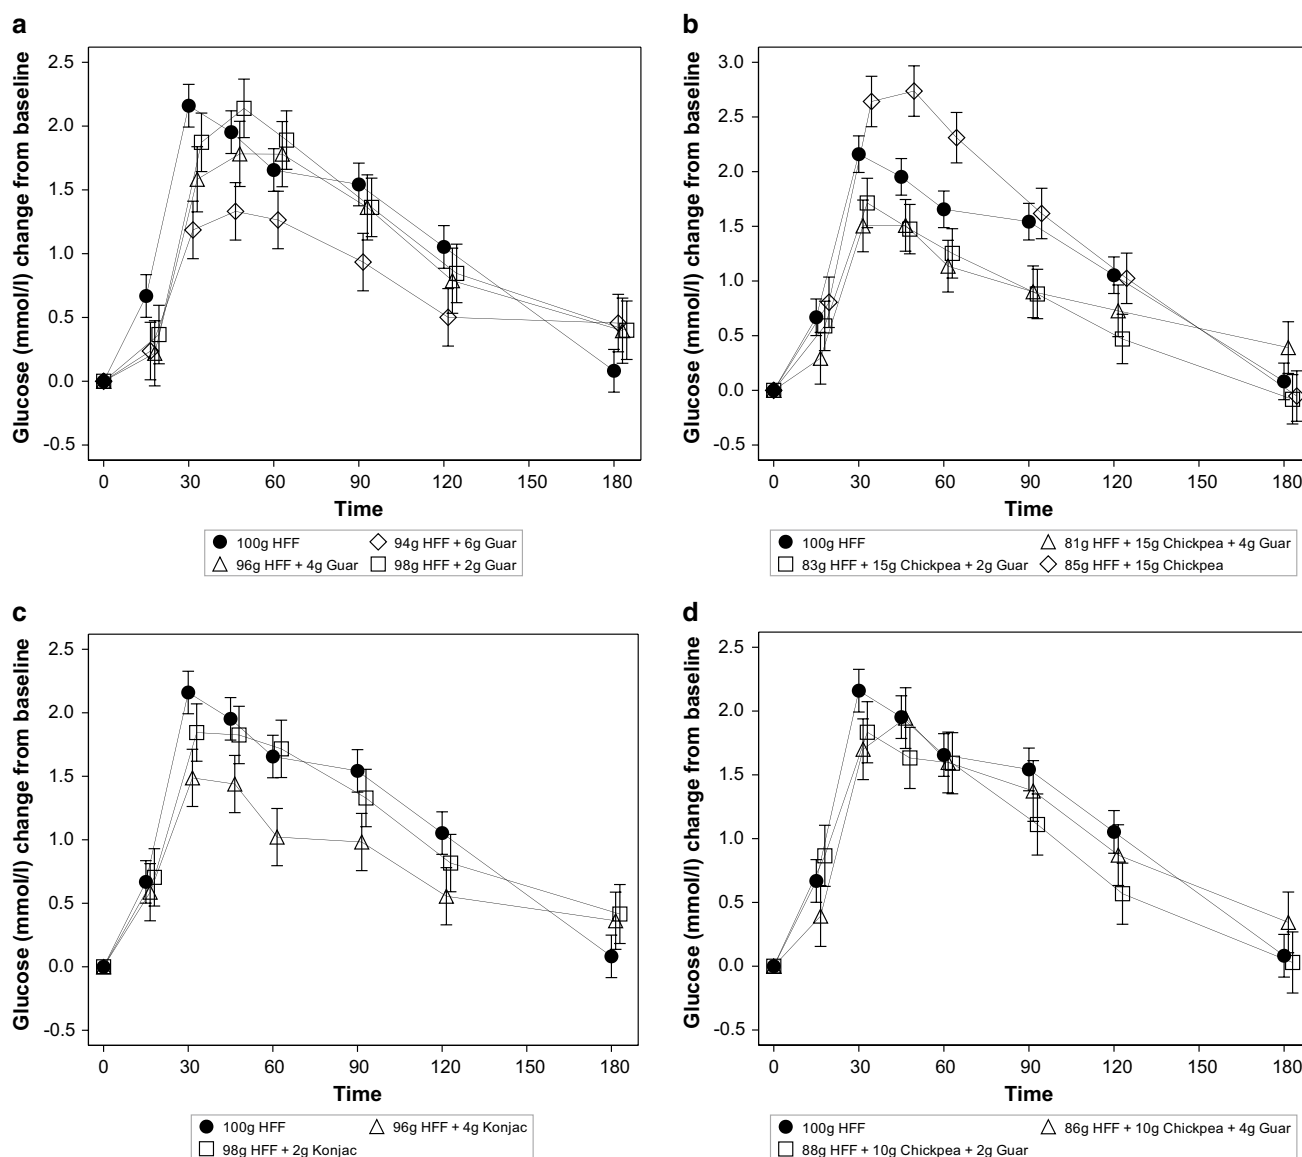 a
Glucose (mmol/l) change from baseline
2.5
2.0
1.5
1.0
0.5
0.0
-0.5
0 30 60 90 120 150 180
Time
100g HFF 94g HFF + 6g Guar
96g HFF + 4g Guar 98g HFF + 2g Guar
b
Glucose (mmol/l) change from baseline
3.0
2.5
2.0
1.5
1.0
0.5
0.0
-0.5
0 30 60 90 120 150 180
Time
100g HFF 81g HFF + 15g Chickpea + 4g Guar
83g HFF + 15g Chickpea + 2g Guar 85g HFF + 15g Chickpea
c
Glucose (mmol/l) change from baseline
2.5
2.0
1.5
1.0
0.5
0.0
-0.5
0 30 60 90 120 150 180
Time
100g HFF 96g HFF + 4g Konjac
98g HFF + 2g Konjac
d
Glucose (mmol/l) change from baseline
2.5
2.0
1.5
1.0
0.5
0.0
-0.5
0 30 60 90 120 150 180
Time
100g HFF 86g HFF + 10g Chickpea + 4g Guar
88g HFF + 10g Chickpea + 2g Guar